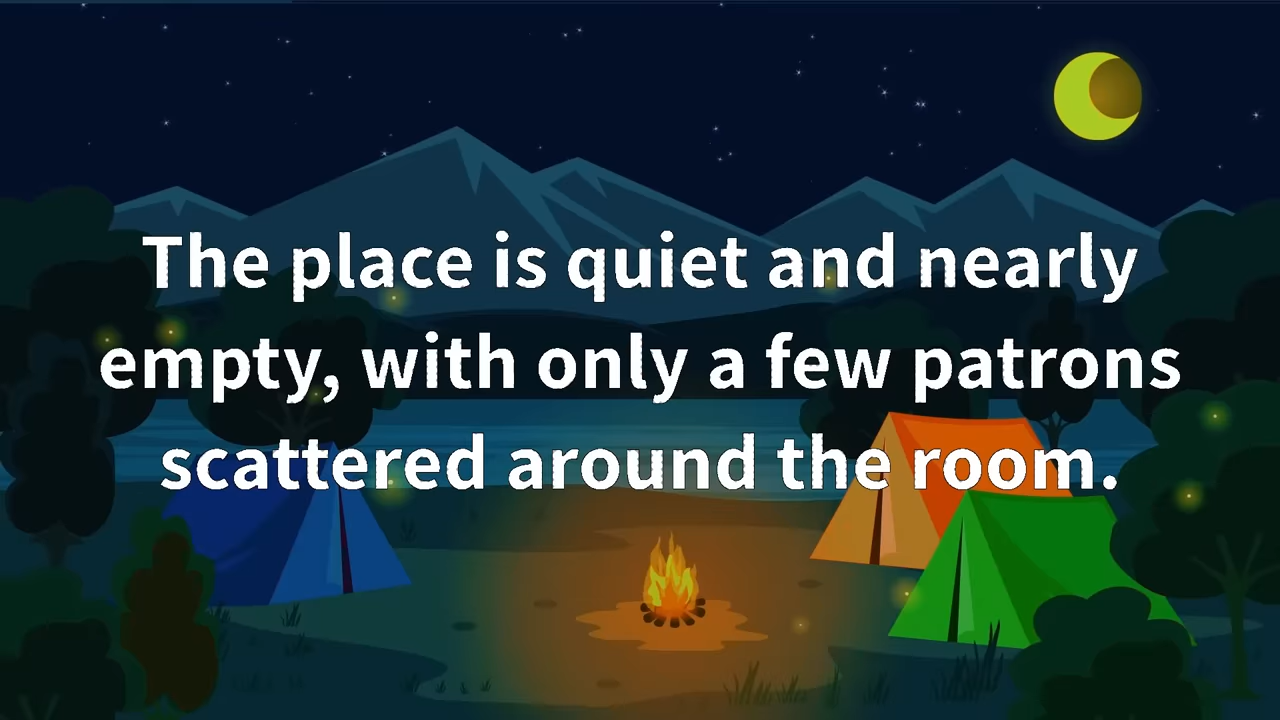 The place is quiet and nearly
empty, with only a few patrons
scattered around the room.